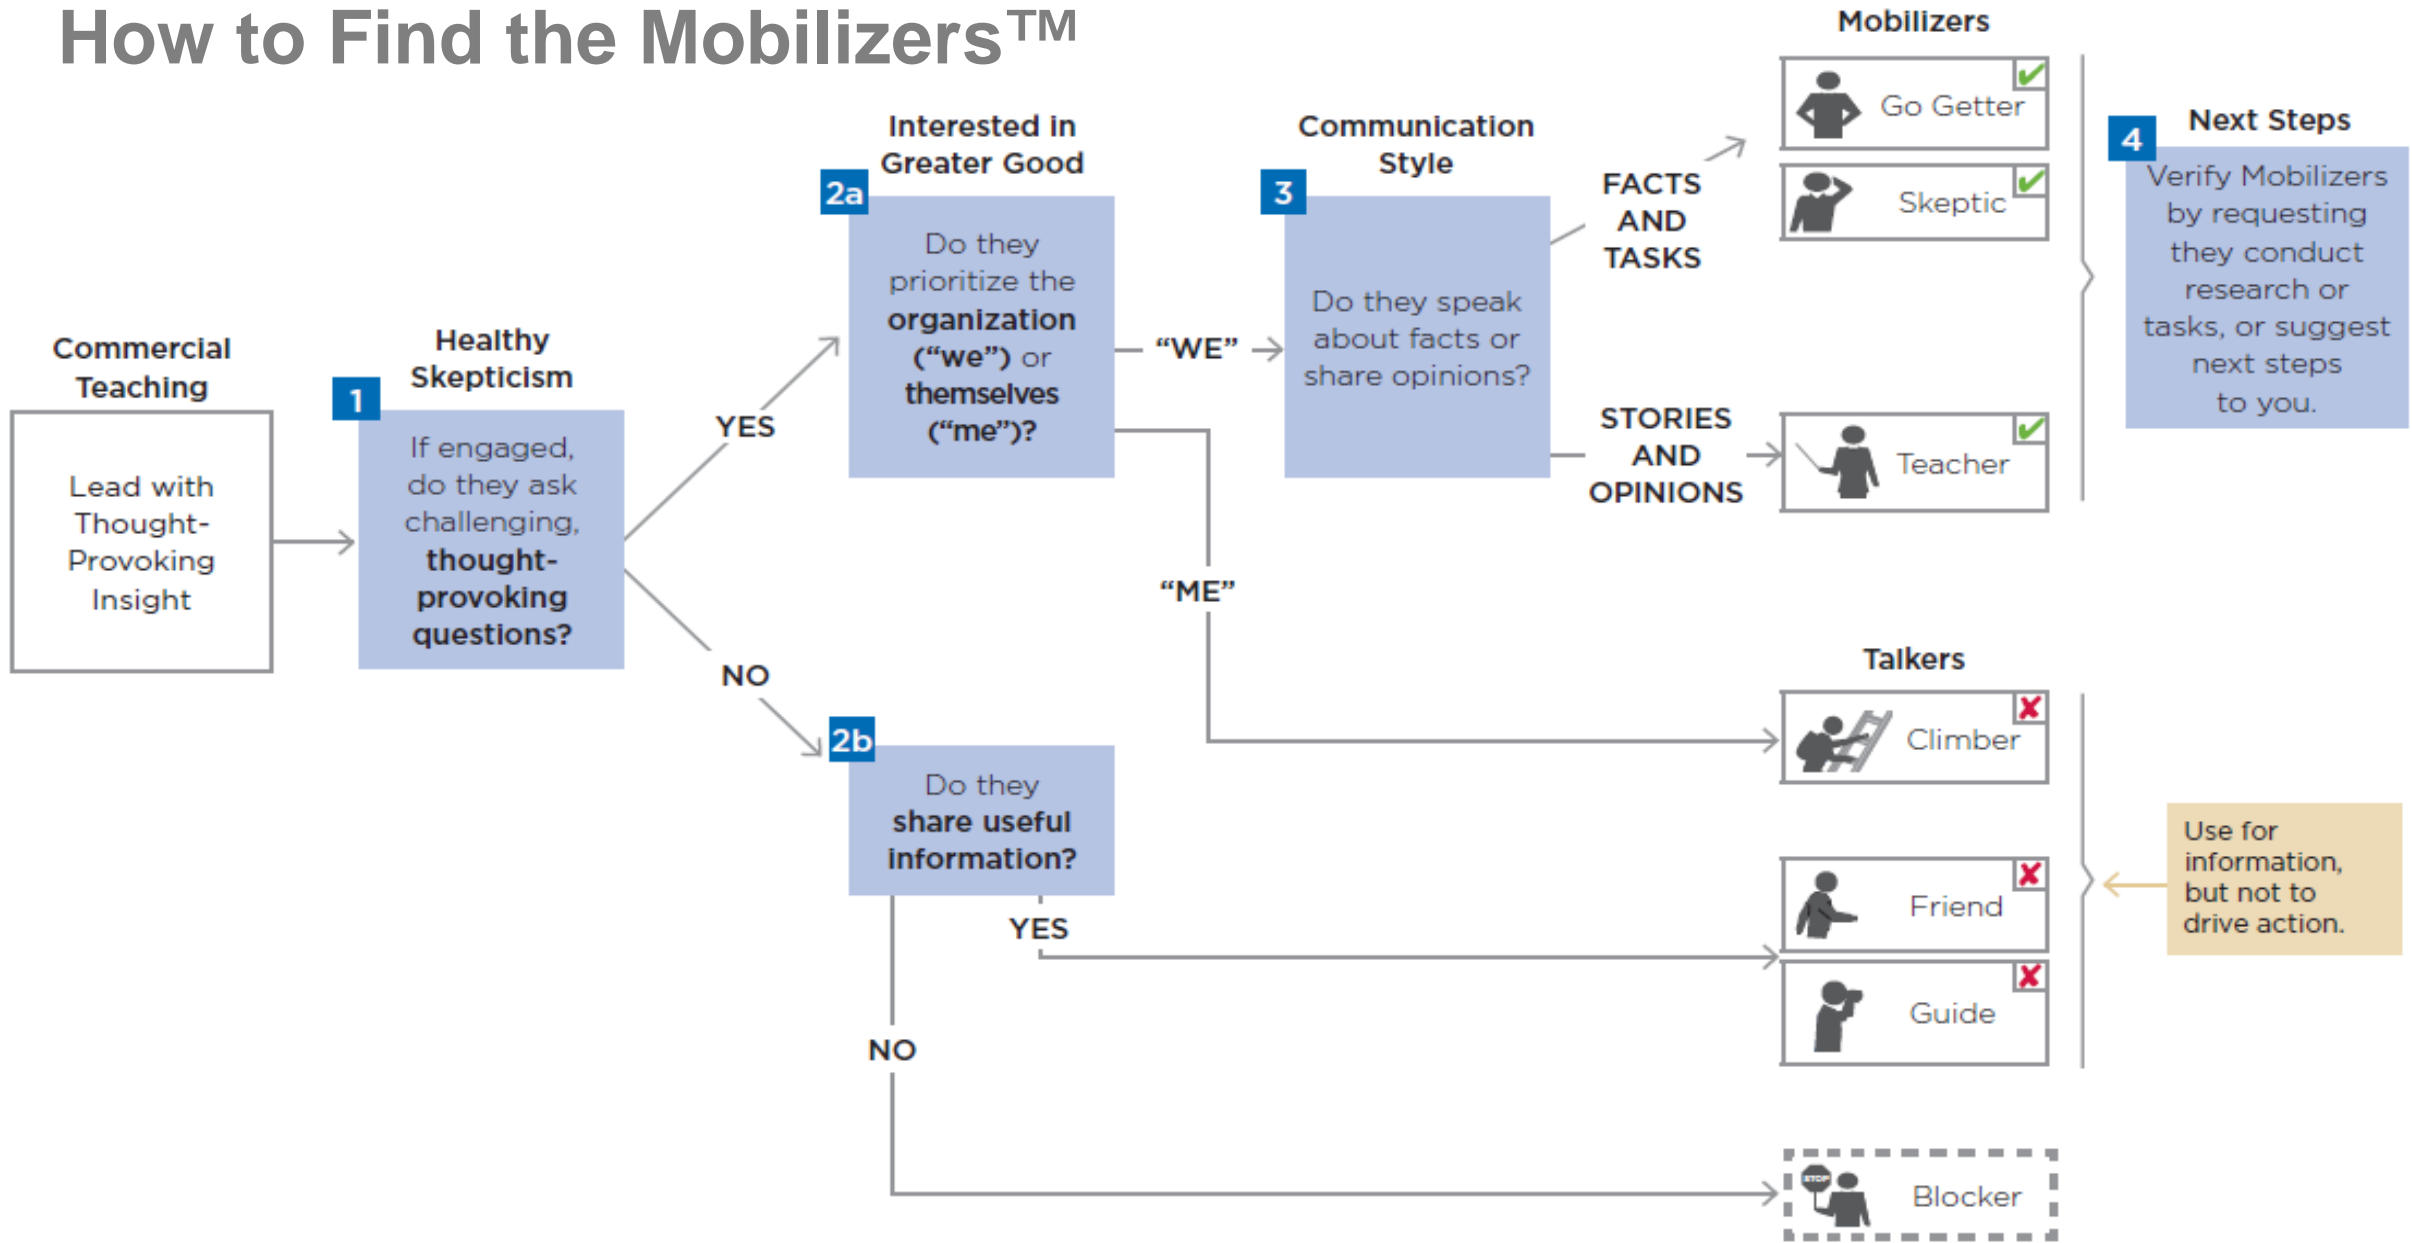 How to Find the Mobilizers™
Commercial
Teaching
Lead with
Thought-
Provoking
Insight
Healthy
Skepticism
1
If engaged,
do they ask
challenging,
thought-
provoking
questions?
YES
NO
Interested in
Greater Good
2a
Do they
prioritize the
organization
(“we”) or
themselves
(“me”)?
“WE”
“ME”
2b
Do they
share useful
information?
YES
NO
Communication
Style
3
Do they speak
about facts or
share opinions?
FACTS
AND
TASKS
STORIES
AND
OPINIONS
Mobilizers
Go Getter
Skeptic
Teacher
Talkers
Climber
Friend
Guide
STOP
Blocker
Next Steps
4
Verify Mobilizers
by requesting
they conduct
research or
tasks, or suggest
next steps
to you.
Use for
information,
but not to
drive action.